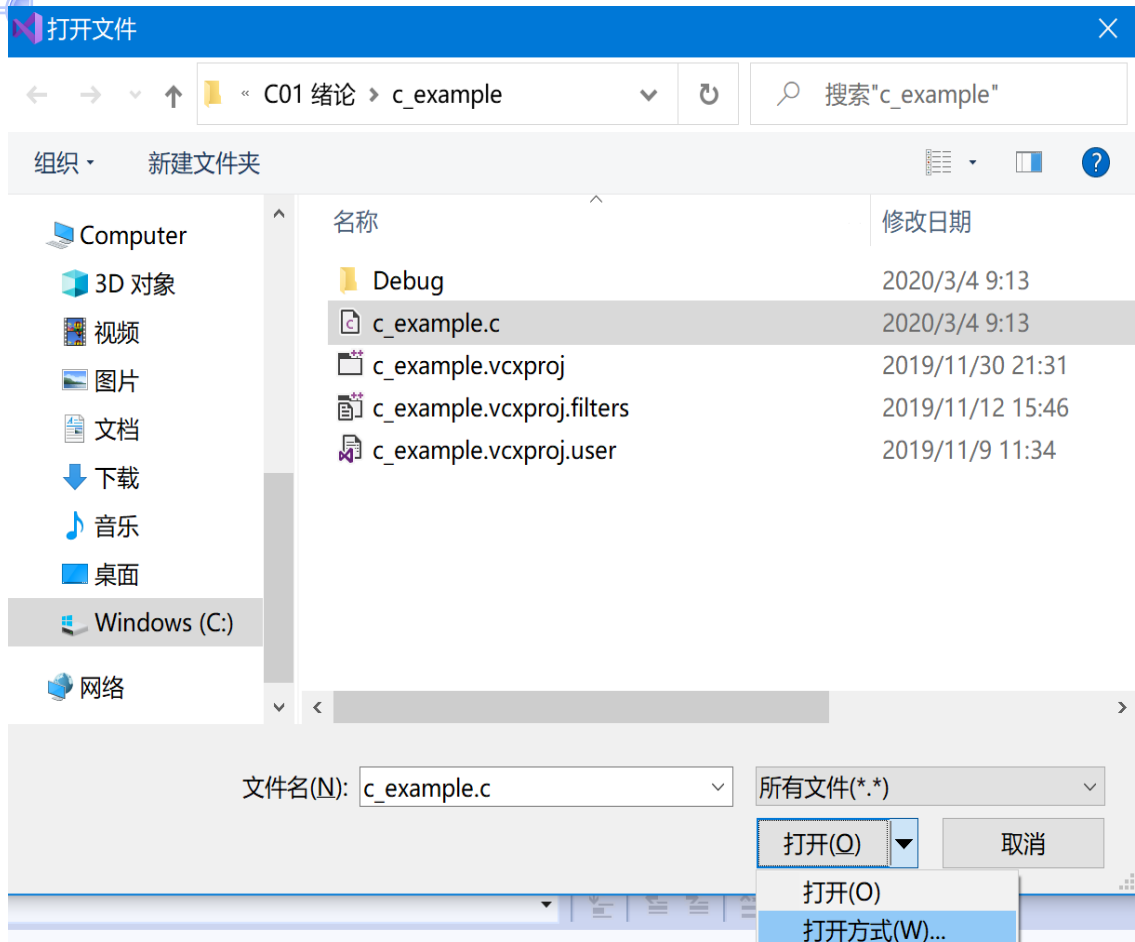 打开文件
« C01 绪论 > c_example
搜索"c_example"
组织
新建文件夹
?
名称
修改日期
Computer
3D 对象
视频
图片
文档
下载
音乐
桌面
Windows (C:)
网络
Debug 2020/3/4 9:13
c_example.c 2020/3/4 9:13
c_example.vcxproj 2019/11/30 21:31
c_example.vcxproj.filters 2019/11/12 15:46
c_example.vcxproj.user 2019/11/9 11:34
文件名(N): c_example.c
所有文件(*.*)
打开(O)
取消
打开(O)
打开方式(W)...